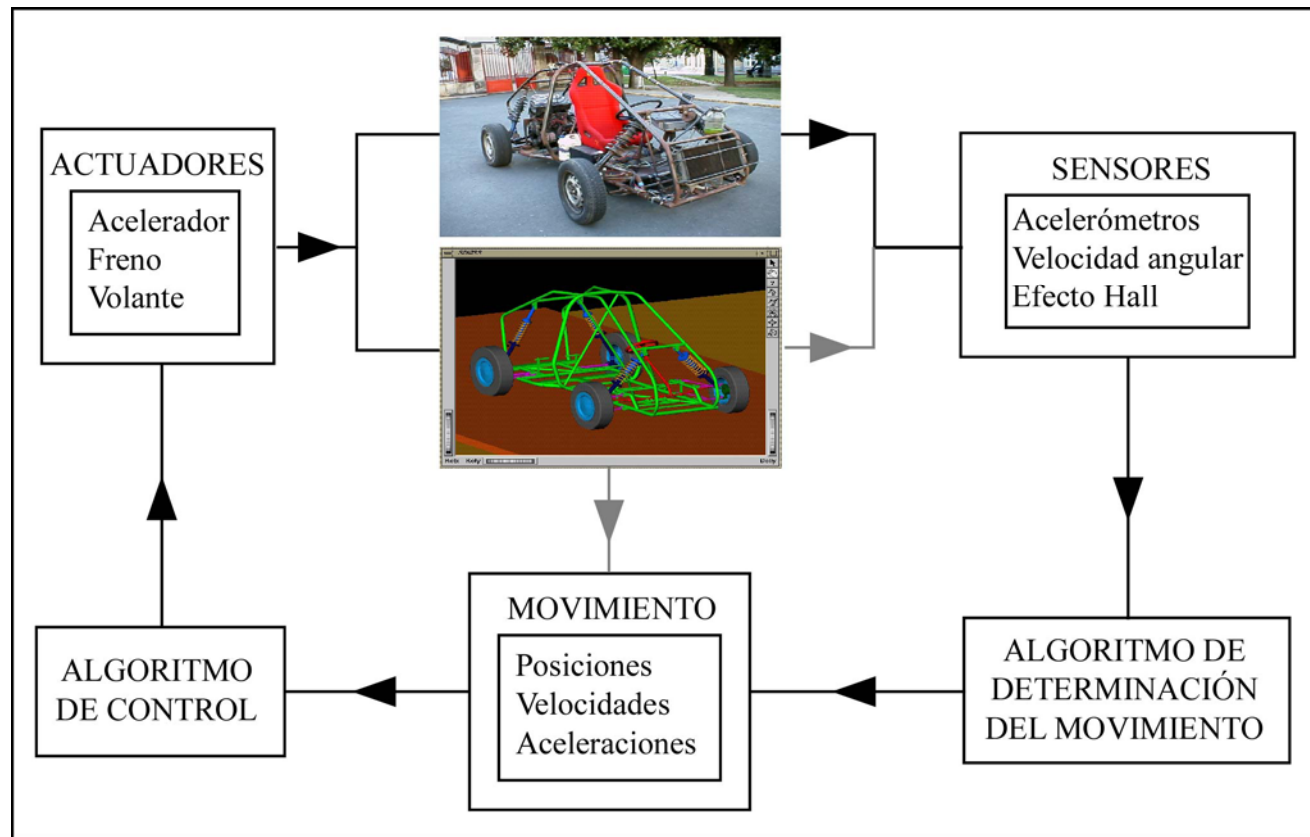 ACTUADORES
Acelerador
Freno
Volante
SENSORES
Acelerómetros
Velocidad angular
Efecto Hall
MOVIMIENTO
Posiciones
Velocidades
Aceleraciones
ALGORITMO
DE CONTROL
ALGORITMO DE
DETERMINACIÓN
DEL MOVIMIENTO